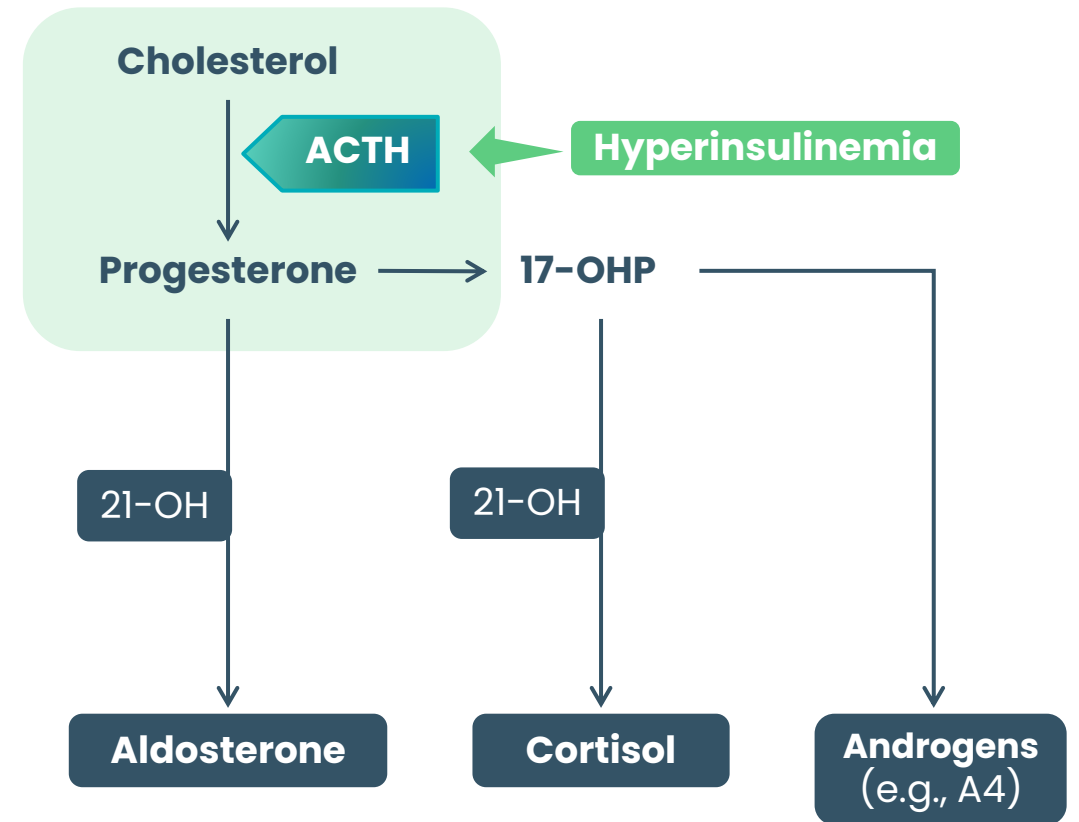 Cholesterol
ACTH
Hyperinsulinemia
Progesterone
17-OHP
21-OH
21-OH
Aldosterone
Cortisol
Androgens
(e.g., A4)